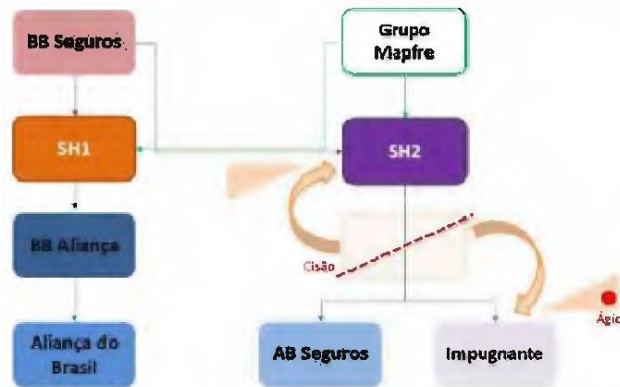 BB Seguros
Grupo
Mapfre
SH1
SH2
BB Aliança
Cisão
Ágio
Aliança do
Brasil
AB Seguros
Impugnante